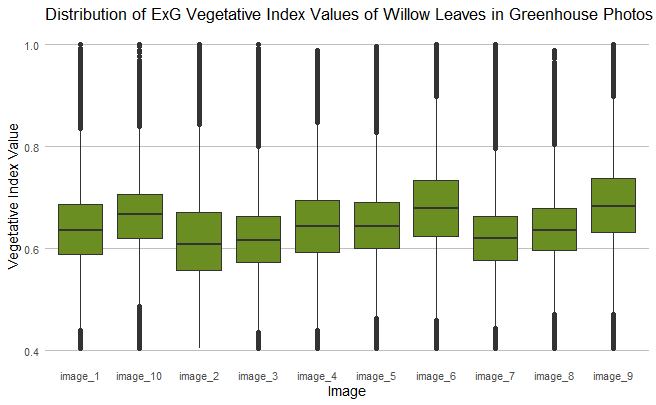 Distribution of ExG Vegetative Index Values of Willow Leaves in Greenhouse Photos
Vegetative Index Value
1.0
0.8
0.6
0.4
image_1 image_10 image_2 image_3 image_4 image_5 image_6 image_7 image_8 image_9
Image